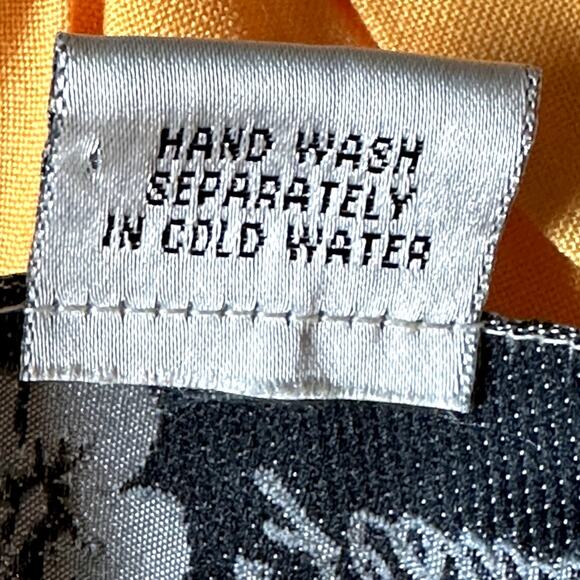 HAND WASH
SEPARATELY
IN COLD WATER